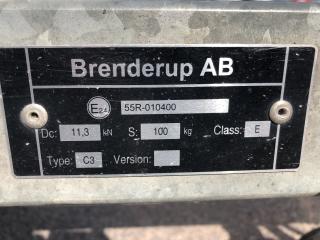 Brenderup AB
E24 55R-010400
Dc: 11,3 kN S: 100 kg Class: E
Type: C3 Version: